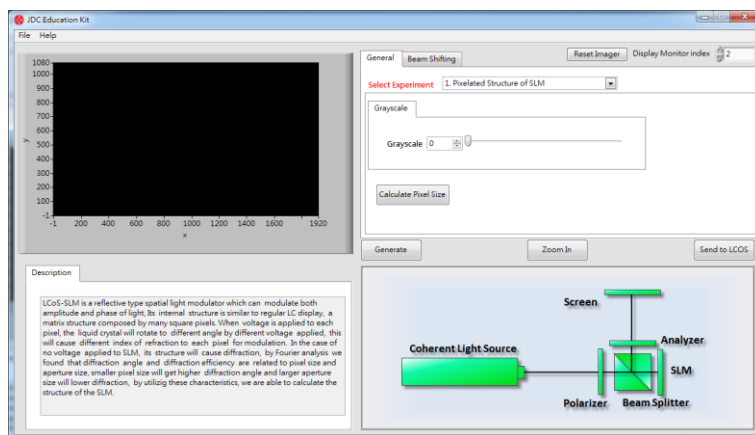 JDC Education Kit
File Help
General Beam Shifting Reset Imager Display Monitor index 2
Select Experiment 1. Pixelated Structure of SLM
Grayscale
Grayscale 0
Calculate Pixel Size
1080
1000
900
800
700
600
500
400
300
200
100
-1
y
-1 200 400 600 800 1000 1200 1400 1600 1920
x
Generate Zoom In Send to LCOS
Description
LCoS-SLM is a reflective type spatial light modulator which can modulate both
amplitude and phase of light, Its internal structure is similar to regular LC display, a
matrix structure composed by many square pixels. When voltage is applied to each
pixel, the liquid crystal will rotate to different angle by different voltage applied, this
will cause different index of refraction to each pixel for modulation. In the case of
no voltage applied to SLM, its structure will cause diffraction, by Fourier analysis we
found that diffraction angle and diffraction efficiency are related to pixel size and
aperture size, smaller pixel size will get higher diffraction angle and larger aperture
size will lower diffraction, by utilizig these characteristics, we are able to calculate the
structure of the SLM.
Screen
Analyzer
Coherent Light Source
SLM
Polarizer Beam Splitter